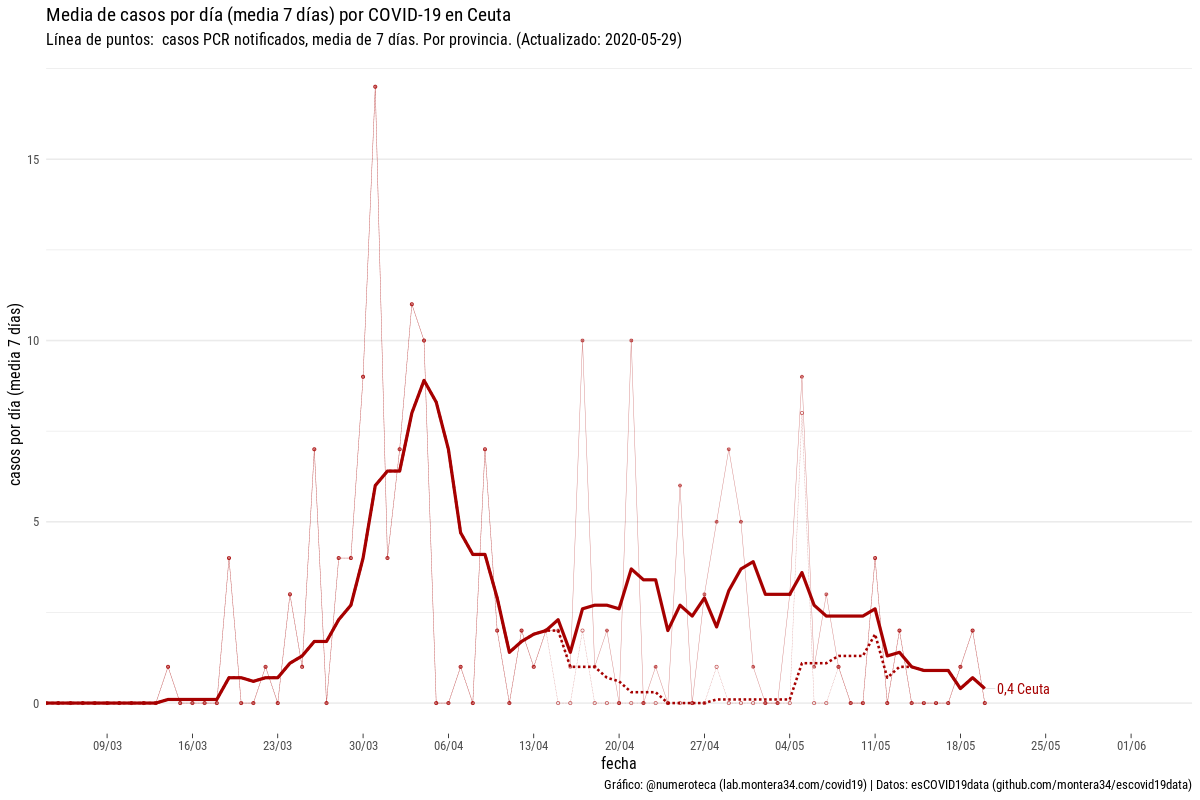 Media de casos por día (media 7 días) por COVID-19 en Ceuta
Línea de puntos:  casos PCR notificados, media de 7 días. Por provincia. (Actualizado: 2020-05-29)
casos por día (media 7 días)
15
10
5
0
0,4 Ceuta
09/03 16/03 23/03 30/03 06/04 13/04 20/04 27/04 04/05 11/05 18/05 25/05 01/06
fecha
Gráfico: @numeroteca (lab.montera34.com/covid19) | Datos: esCOVID19data (github.com/montera34/escovid19data)